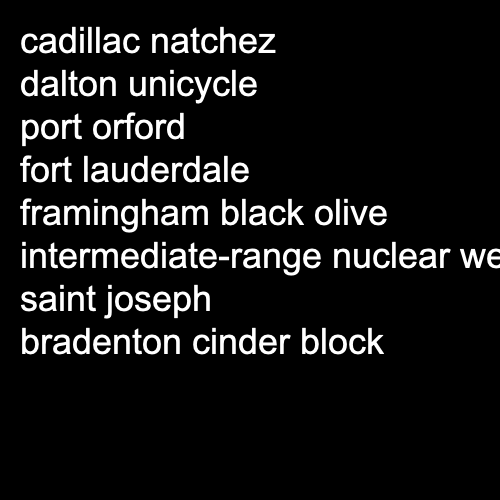 cadillac natchez
dalton unicycle
port orford
fort lauderdale
framingham black olive
intermediate-range nuclear
saint joseph
bradenton cinder block